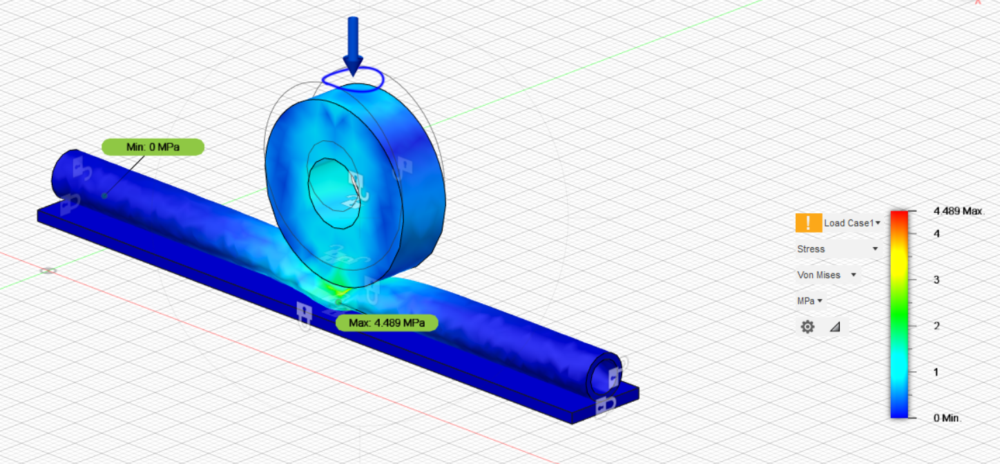 Min: 0 MPa
Max: 4.489 MPa
! Load Case1
Stress
Von Mises
MPa
4.489 Max.
4
3
2
1
0 Min.